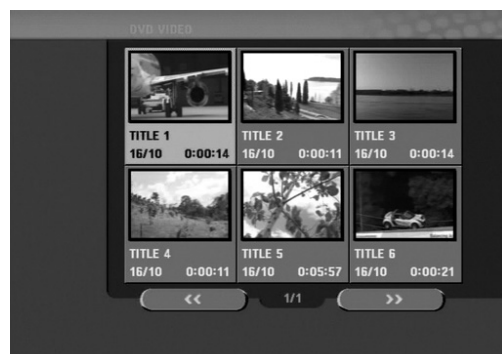 DVD VIDEO
TITLE 1
16/10 0:00:14
TITLE 2
16/10 0:00:11
TITLE 3
16/10 0:00:14
TITLE 4
16/10 0:00:11
TITLE 5
16/10 0:05:57
TITLE 6
16/10 0:00:21
<< 1/1 >>